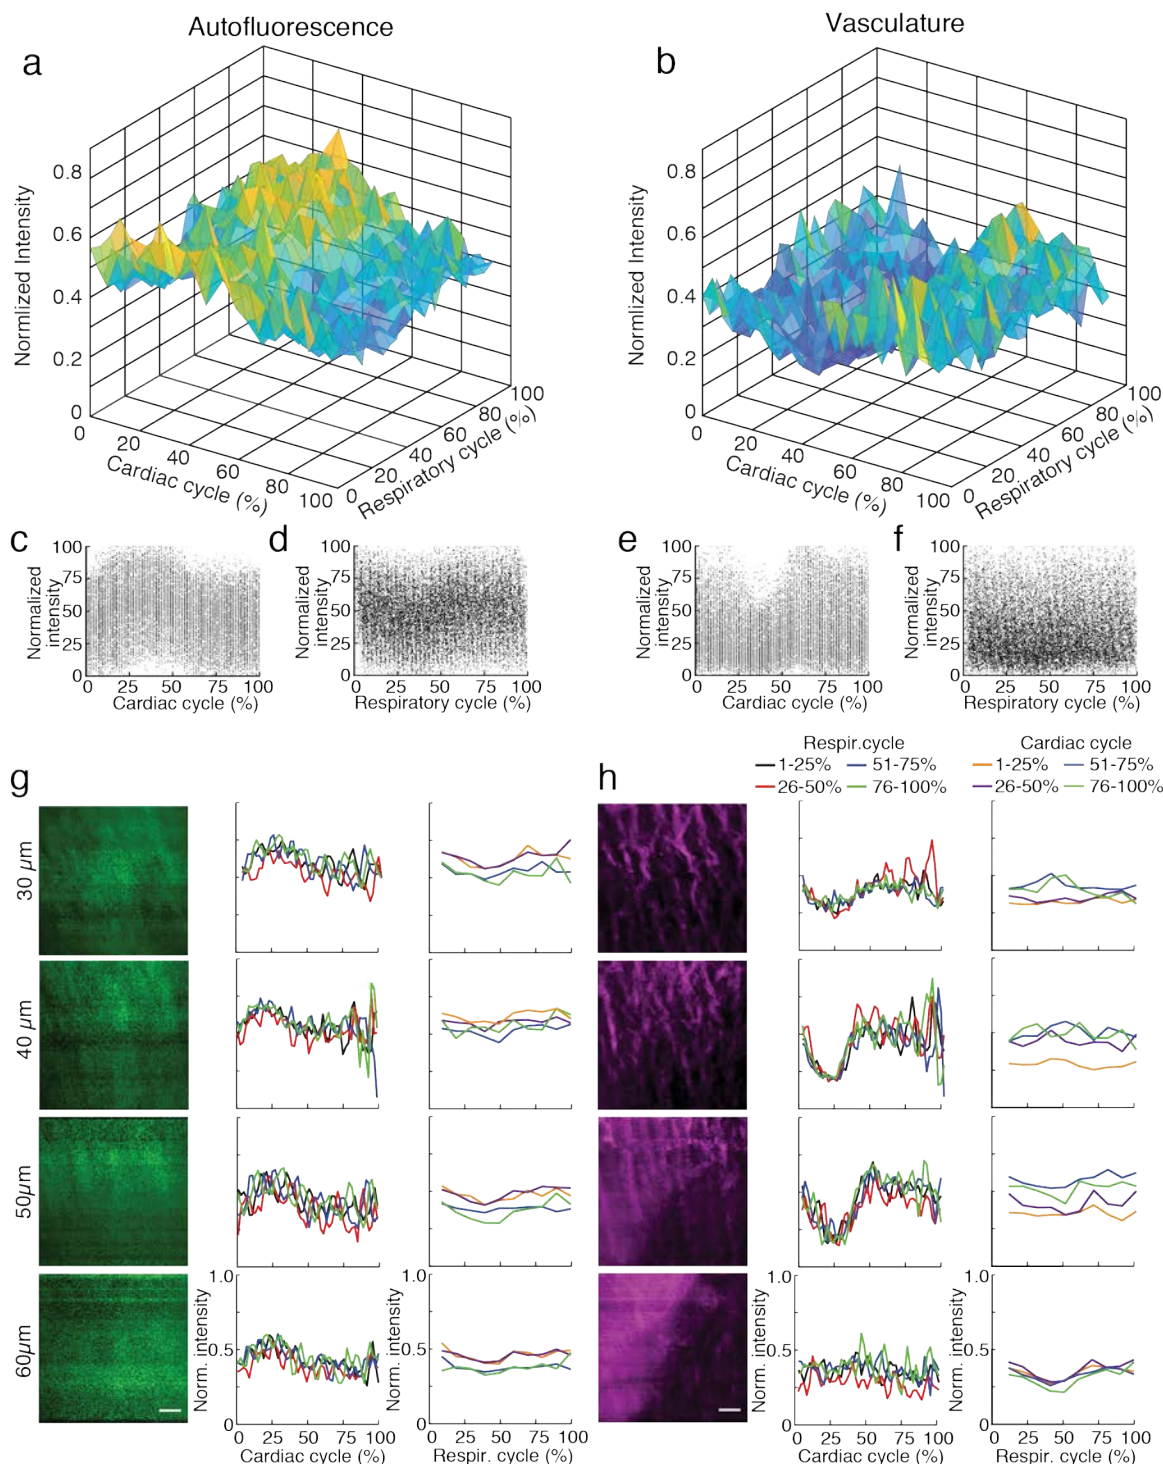 Autofluorescence
Vasculature
a
b
Normlized Intensity
0.8
0.6
0.4
0.2
0
0
20
40
60
80
100
Cardiac cycle (%)
0
20
40
60
80
100
Respiratory cycle (%)
Normlized Intensity
0.8
0.6
0.4
0.2
0
0
20
40
60
80
100
Cardiac cycle (%)
0
20
40
60
80
100
Respiratory cycle (%)
c
Normalized
intensity
100
75
50
25
0
0 25 50 75 100
Cardiac cycle (%)
d
Normalized
intensity
100
75
50
25
0
0 25 50 75 100
Respiratory cycle (%)
e
Normalized
intensity
100
75
50
25
0
0 25 50 75 100
Cardiac cycle (%)
f
Normalized
intensity
100
75
50
25
0
0 25 50 75 100
Respiratory cycle (%)
Respir.cycle
1-25% 51-75%
26-50% 76-100%
Cardiac cycle
1-25% 51-75%
26-50% 76-100%
g
h
30 µm
40 µm
50µm
60µm
Norm. intensity
1.0
0.5
0
0 25 50 75 100
Cardiac cycle (%)
Norm. intensity
1.0
0.5
0
0 25 50 75 100
Respir. cycle (%)
Norm. intensity
1.0
0.5
0
0 25 50 75 100
Cardiac cycle (%)
Norm. intensity
1.0
0.5
0
0 25 50 75 100
Respir. cycle (%)